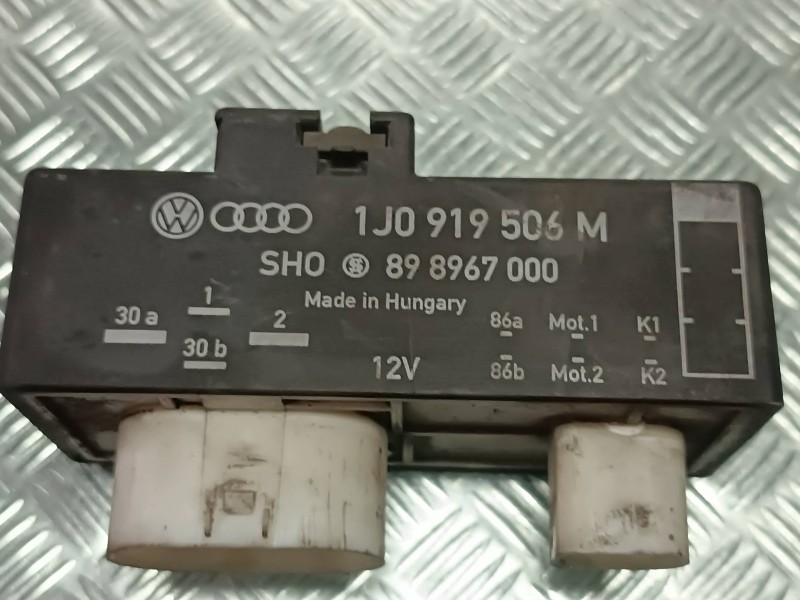 1J0 919 506 M
SHO 89 8967 000
Made in Hungary
30 a 1 2 86a Mot.1 K1
30 b 12V 86b Mot.2 K2